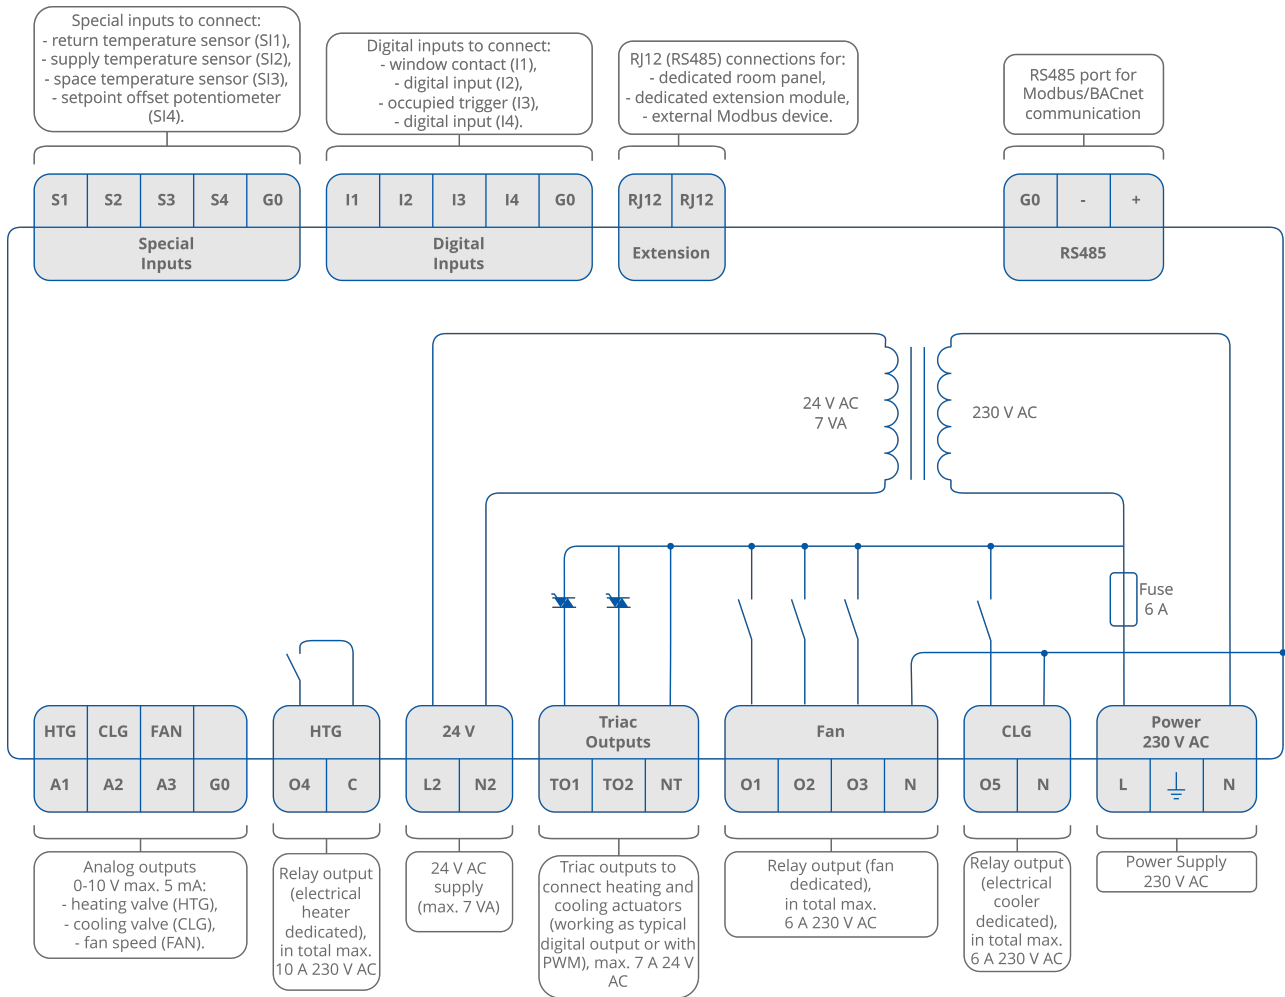 Special inputs to connect:
- return temperature sensor (SI1),
- supply temperature sensor (SI2),
- space temperature sensor (SI3),
- setpoint offset potentiometer
(SI4).
Digital inputs to connect:
- window contact (I1),
- digital input (I2),
- occupied trigger (I3),
- digital input (I4).
RJ12 (RS485) connections for:
- dedicated room panel,
- dedicated extension module,
- external Modbus device.
RS485 port for
Modbus/BACnet
communication
S1 S2 S3 S4 G0
Special
Inputs
I1 I2 I3 I4 G0
Digital
Inputs
RJ12 RJ12
Extension
G0 - +
RS485
24 V AC
7 VA
230 V AC
Fuse
6 A
HTG CLG FAN
A1 A2 A3 G0
HTG
O4 C
24 V
L2 N2
Triac
Outputs
TO1 TO2 NT
Fan
O1 O2 O3 N
CLG
O5 N
Power
230 V AC
L N
Analog outputs
0-10 V max. 5 mA:
- heating valve (HTG),
- cooling valve (CLG),
- fan speed (FAN).
Relay output
(electrical
heater
dedicated),
in total max.
10 A 230 V AC
24 V AC
supply
(max. 7 VA)
Triac outputs to
connect heating and
cooling actuators
(working as typical
digital output or with
PWM), max. 7 A 24 V
AC
Relay output (fan
dedicated),
in total max.
6 A 230 V AC
Relay output
(electrical
cooler
dedicated),
in total max.
6 A 230 V AC
Power Supply
230 V AC